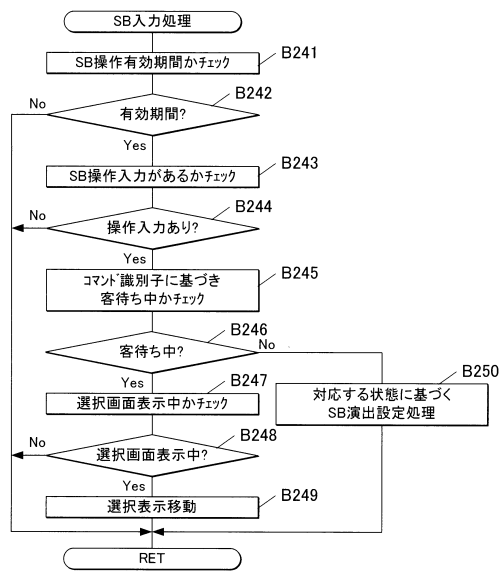 SB入力処理
SB操作有効期間かチェック
B241
有効期間?
B242
No
Yes
SB操作入力があるかチェック
B243
操作入力あり?
B244
No
Yes
コマンド識別子に基づき
客待ち中かチェック
B245
客待ち中?
B246
No
Yes
選択画面表示中かチェック
B247
対応する状態に基づく
SB演出設定処理
B250
選択画面表示中?
B248
No
Yes
選択表示移動
B249
RET